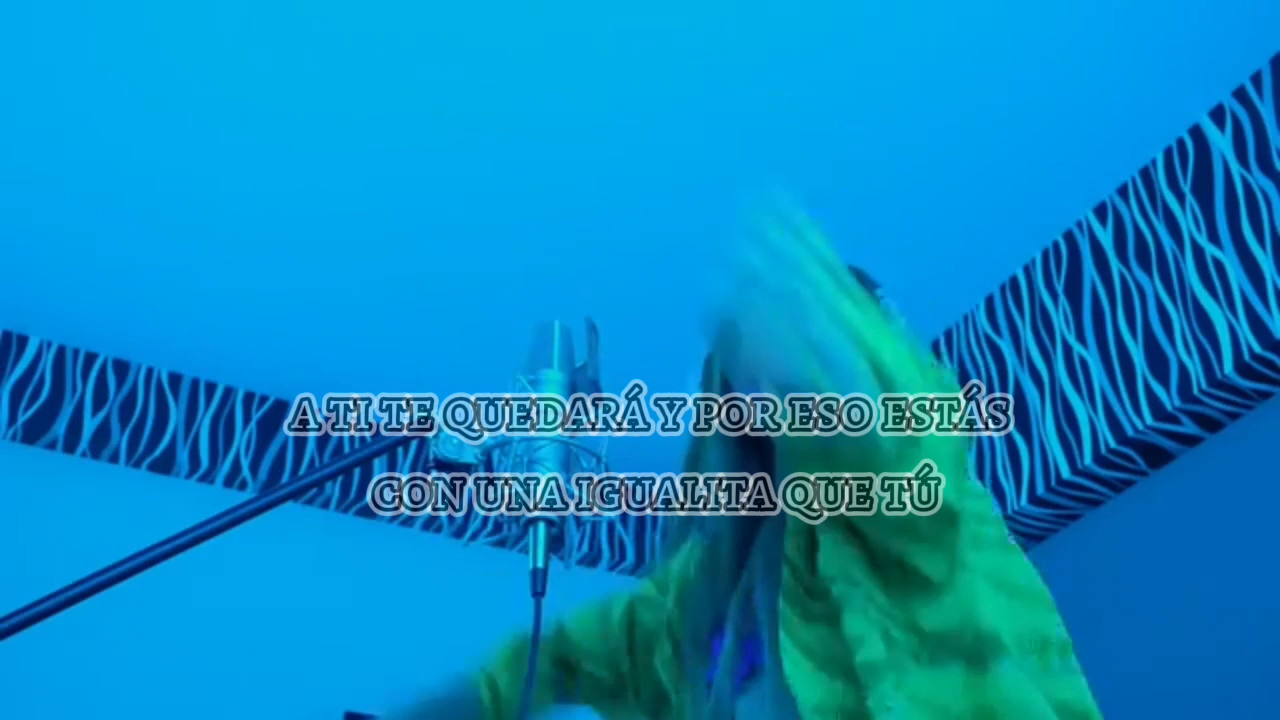 A TI TE QUEDARÁ Y POR ESO ESTÁS
CON UNA IGUALITA QUE TÚ